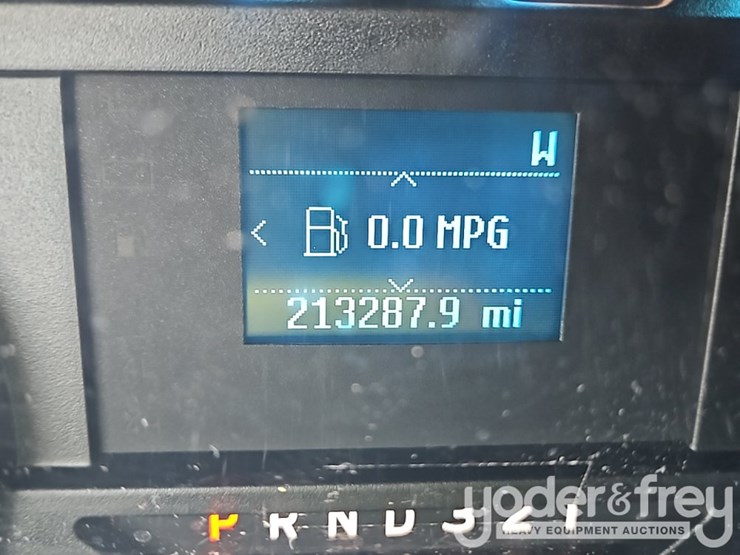 W
0.0 MPG
213287.9 mi
P R N D 3 2 1
yoder&frey
HEAVY EQUIPMENT AUCTIONS